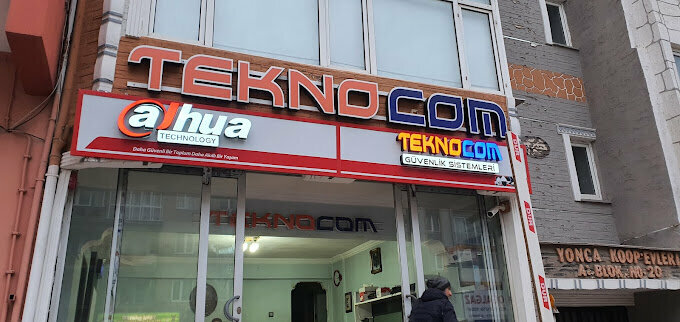 TEKNOCOM
alhua
TECHNOLOGY
Daha Güvenli Bir Toplum Daha Akıllı Bir Yaşam
TEKNOCOM
GÜVENLİK SİSTEMLERİ
TEKNOCOM
YONCA KOOP.EVLERİ
A. BLOK. NO. 20